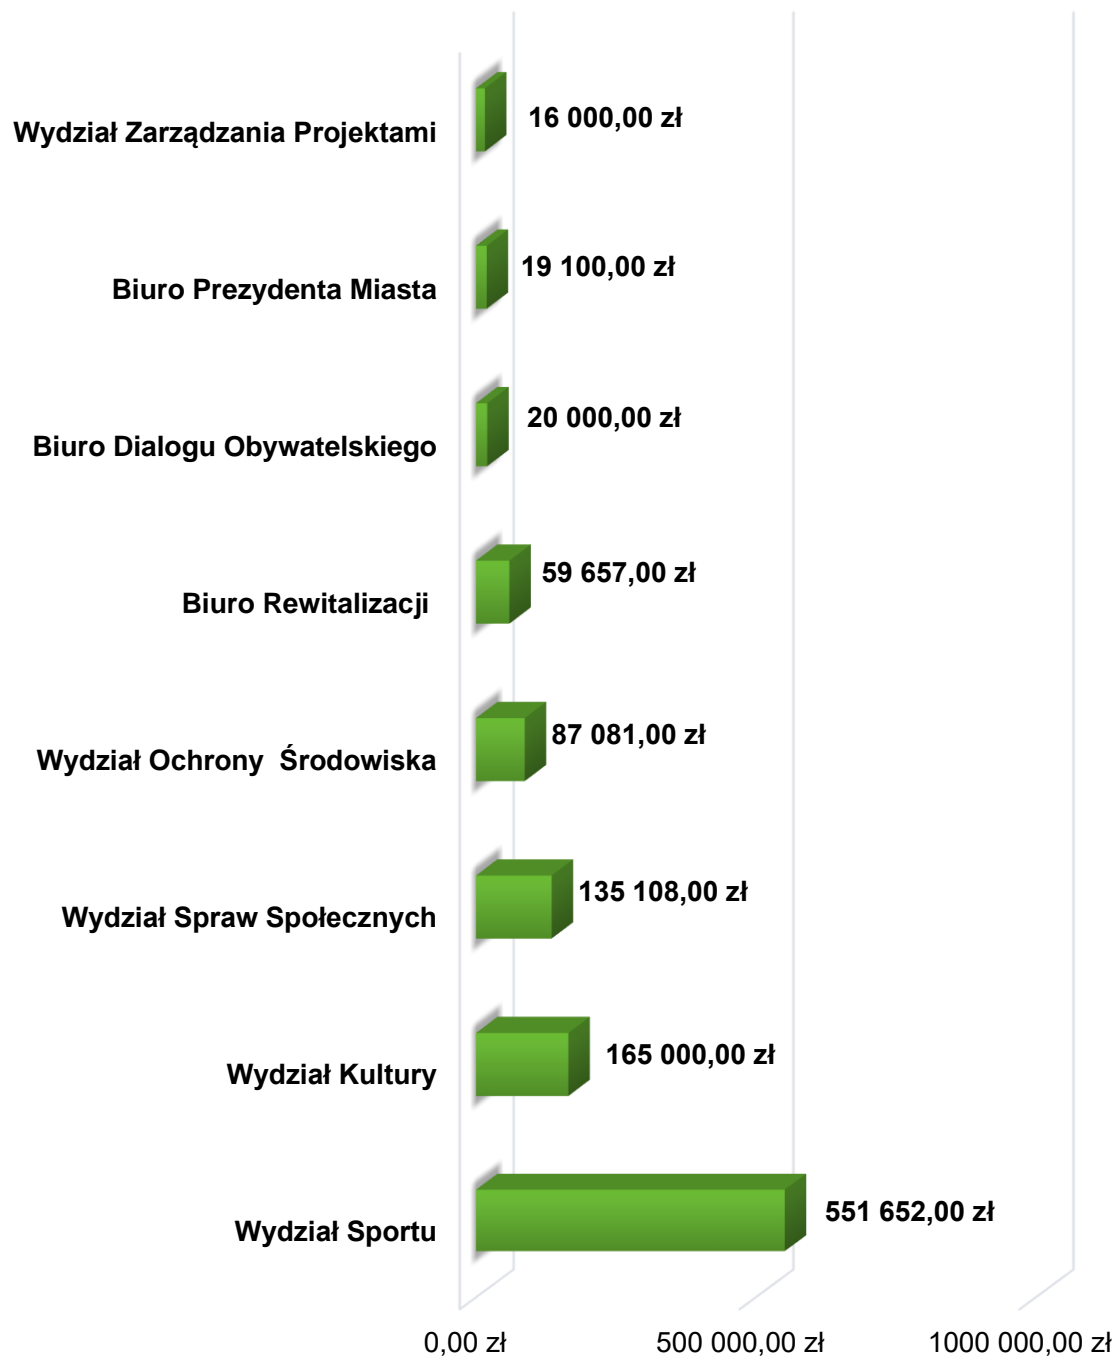 Wydział Zarządzania Projektami 16 000,00 zł
Biuro Prezydenta Miasta 19 100,00 zł
Biuro Dialogu Obywatelskiego 20 000,00 zł
Biuro Rewitalizacji 59 657,00 zł
Wydział Ochrony  Środowiska 87 081,00 zł
Wydział Spraw Społecznych 135 108,00 zł
Wydział Kultury 165 000,00 zł
Wydział Sportu 551 652,00 zł
0,00 zł 500 000,00 zł 1000 000,00 zł